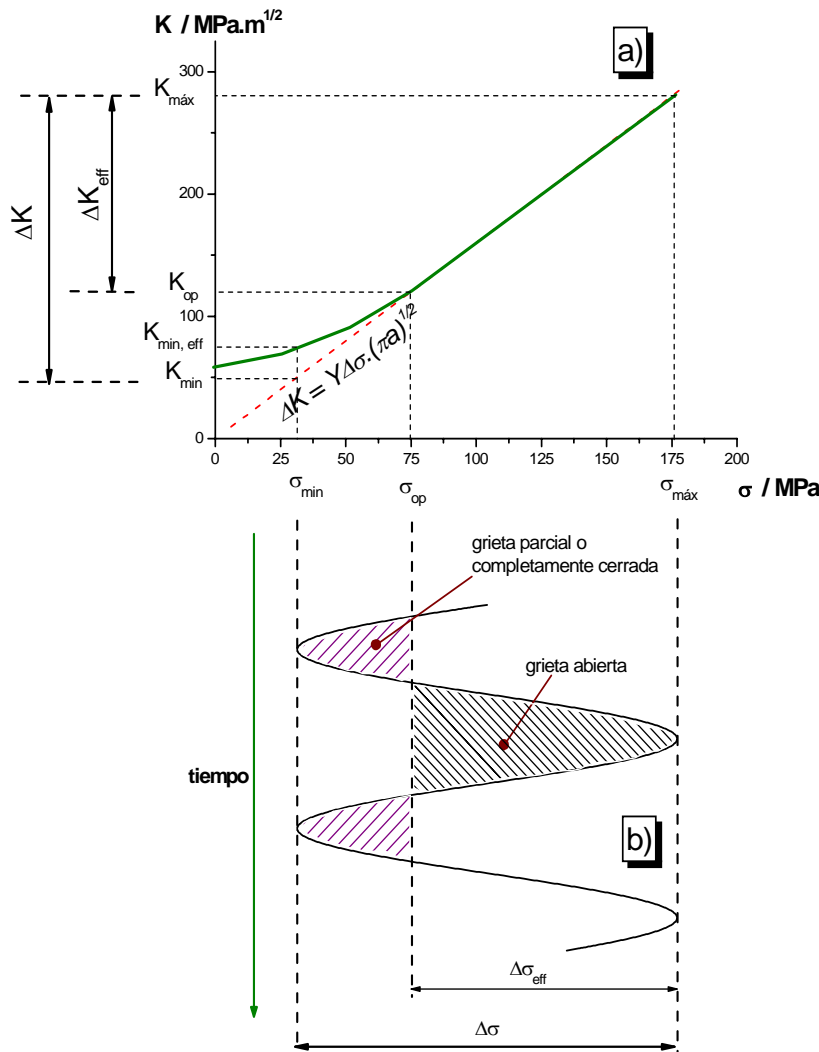 K / MPa.m^1/2
a)
300
200
100
0
K_máx
K_op
K_min, eff
K_min
ΔK
ΔK_eff
ΔK = YΔσ.(πa)^1/2
0 25 50 75 100 125 150 175 200
σ_min σ_op σ_máx σ / MPa
grieta parcial o
completamente cerrada
grieta abierta
tiempo
b)
Δσ_eff
Δσ